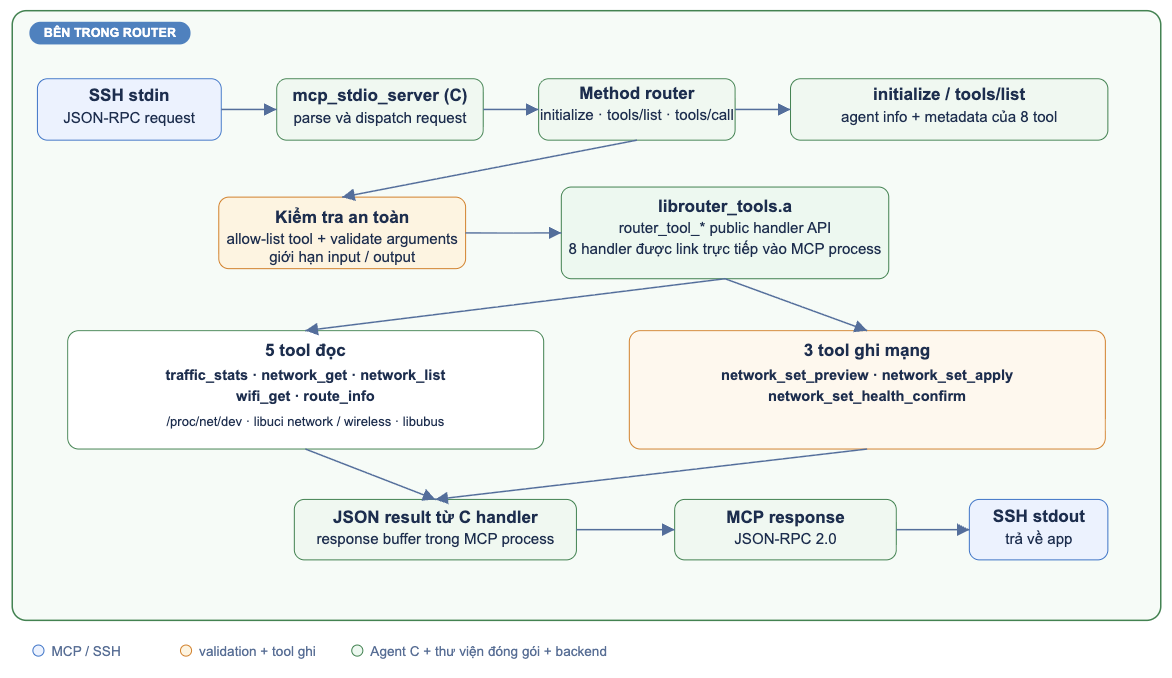 BÊN TRONG ROUTER
SSH stdin
JSON-RPC request
mcp_stdio_server (C)
parse và dispatch request
Method router
initialize · tools/list · tools/call
initialize / tools/list
agent info + metadata của 8 tool
Kiểm tra an toàn
allow-list tool + validate arguments
giới hạn input / output
librouter_tools.a
router_tool_* public handler API
8 handler được link trực tiếp vào MCP process
5 tool đọc
traffic_stats · network_get · network_list
wifi_get · route_info
/proc/net/dev · libuci network / wireless · libubus
3 tool ghi mạng
network_set_preview · network_set_apply
network_set_health_confirm
JSON result từ C handler
response buffer trong MCP process
MCP response
JSON-RPC 2.0
SSH stdout
trả về app
MCP / SSH
validation + tool ghi
Agent C + thư viện đóng gói + backend